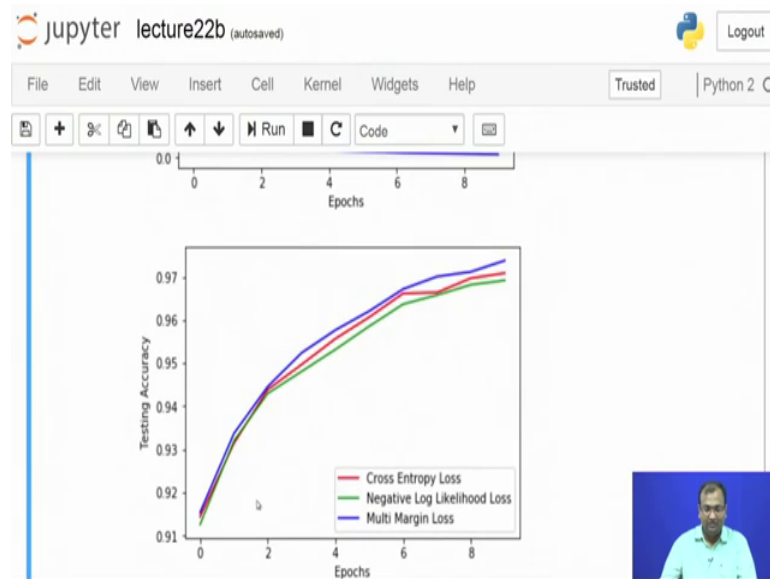 jupyter lecture22b (autosaved)
Logout
File Edit View Insert Cell Kernel Widgets Help
Trusted Python 2
Run Code
0.0
0 2 4 6 8
Epochs
0.97
0.96
0.95
0.94
0.93
0.92
0.91
Testing Accuracy
Cross Entropy Loss
Negative Log Likelihood Loss
Multi Margin Loss
0 2 4 6 8
Epochs